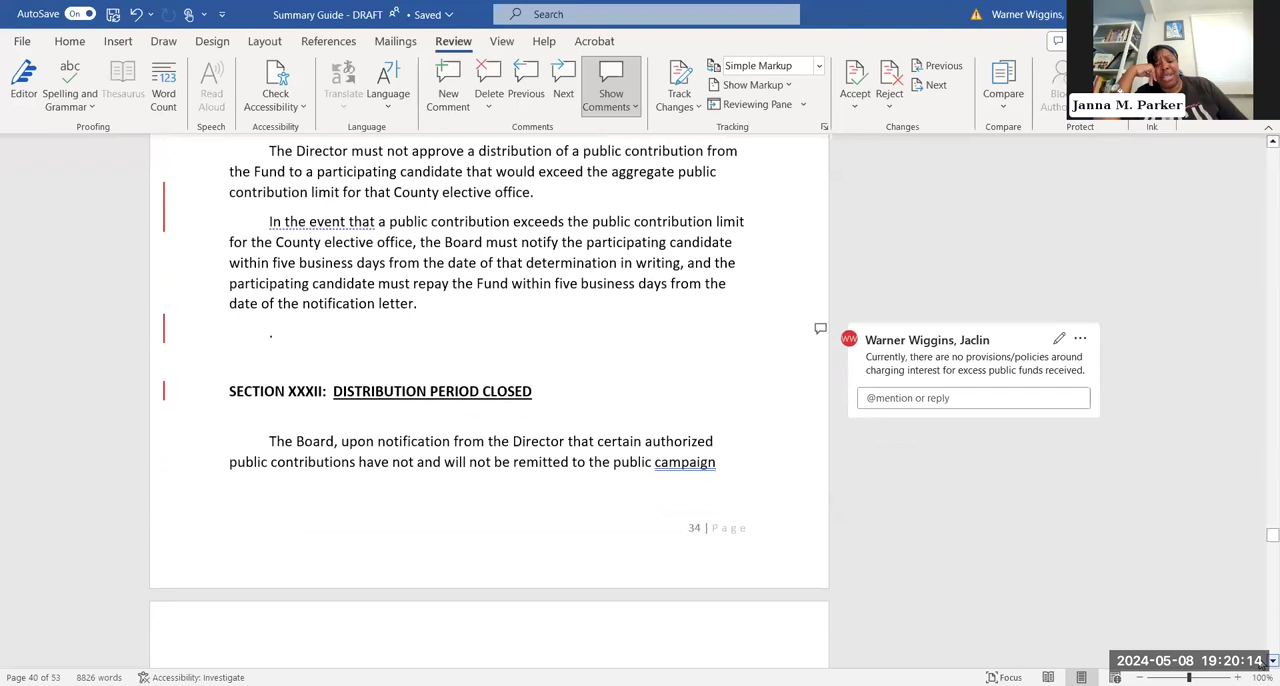 AutoSave On Summary Guide - DRAFT • Saved Search Warner Wiggins,
File Home Insert Draw Design Layout References Mailings Review View Help Acrobat
Editor
Spelling and Grammar
Thesaurus
Word Count
Read Aloud
Check Accessibility
Translate
Language
New Comment
Delete
Previous
Next
Show Comments
Track Changes
Simple Markup
Show Markup
Reviewing Pane
Accept
Reject
Previous
Next
Compare
Proofing Speech Accessibility Language Comments Tracking Changes Compare Protect Ink
Janna M. Parker
The Director must not approve a distribution of a public contribution from
the Fund to a participating candidate that would exceed the aggregate public
contribution limit for that County elective office.
In the event that a public contribution exceeds the public contribution limit
for the County elective office, the Board must notify the participating candidate
within five business days from the date of that determination in writing, and the
participating candidate must repay the Fund within five business days from the
date of the notification letter.
.
SECTION XXXII: DISTRIBUTION PERIOD CLOSED
The Board, upon notification from the Director that certain authorized
public contributions have not and will not be remitted to the public campaign
34 | Page
WW Warner Wiggins, Jaclin
Currently, there are no provisions/policies around
charging interest for excess public funds received.
@mention or reply
2024-05-08 19:20:14
Page 40 of 53 8826 words Accessibility: Investigate Focus 100%